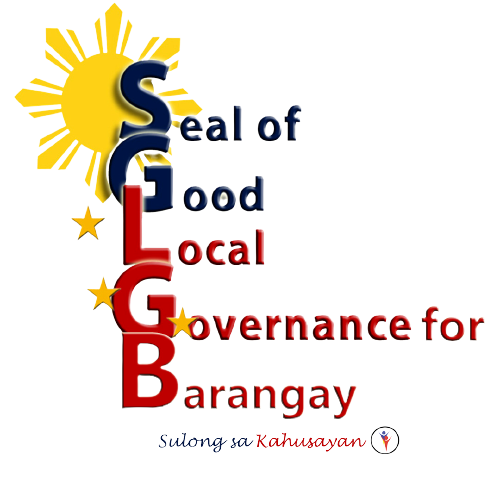 Seal of
Good
Local
Governance for
Barangay
Sulong sa Kahusayan